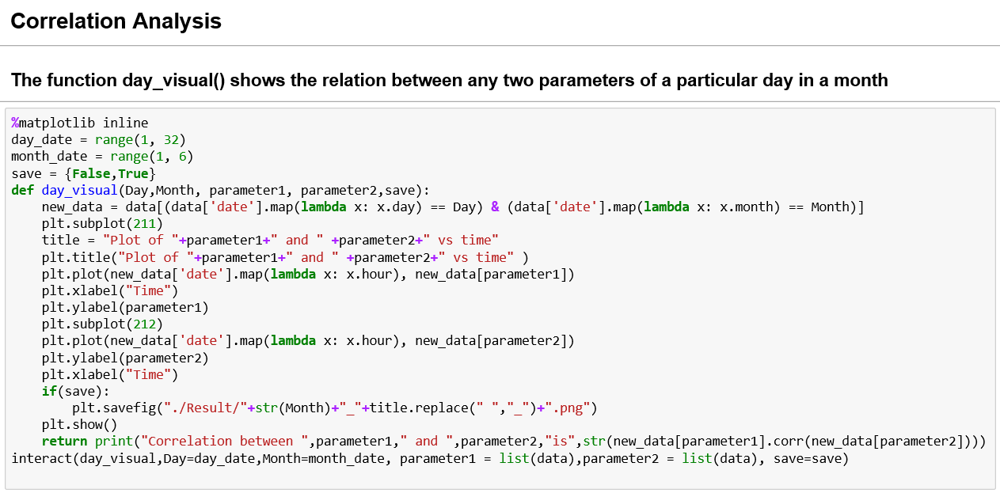 Correlation Analysis
The function day_visual() shows the relation between any two parameters of a particular day in a month
%matplotlib inline
day_date = range(1, 32)
month_date = range(1, 6)
save = {False,True}
def day_visual(Day,Month, parameter1, parameter2,save):
    new_data = data[(data['date'].map(lambda x: x.day) == Day) & (data['date'].map(lambda x: x.month) == Month)]
    plt.subplot(211)
    title = "Plot of "+parameter1+" and " +parameter2+" vs time"
    plt.title("Plot of "+parameter1+" and " +parameter2+" vs time" )
    plt.plot(new_data['date'].map(lambda x: x.hour), new_data[parameter1])
    plt.xlabel("Time")
    plt.ylabel(parameter1)
    plt.subplot(212)
    plt.plot(new_data['date'].map(lambda x: x.hour), new_data[parameter2])
    plt.ylabel(parameter2)
    plt.xlabel("Time")
    if(save):
        plt.savefig("./Result/"+str(Month)+"_"+title.replace(" ","_")+".png")
    plt.show()
    return print("Correlation between ",parameter1," and ",parameter2,"is",str(new_data[parameter1].corr(new_data[parameter2])))
interact(day_visual,Day=day_date,Month=month_date, parameter1 = list(data),parameter2 = list(data), save=save)